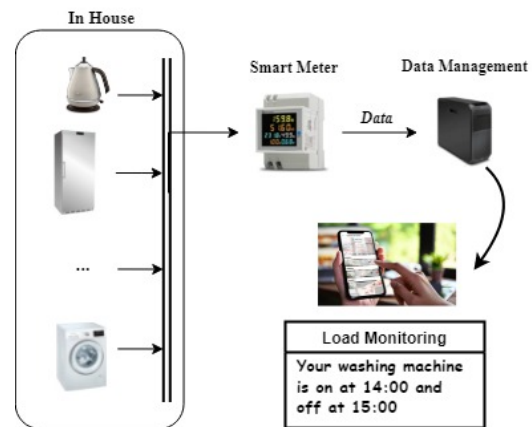 In House
Smart Meter
Data Management
Data
...
Load Monitoring
Your washing machine
is on at 14:00 and
off at 15:00